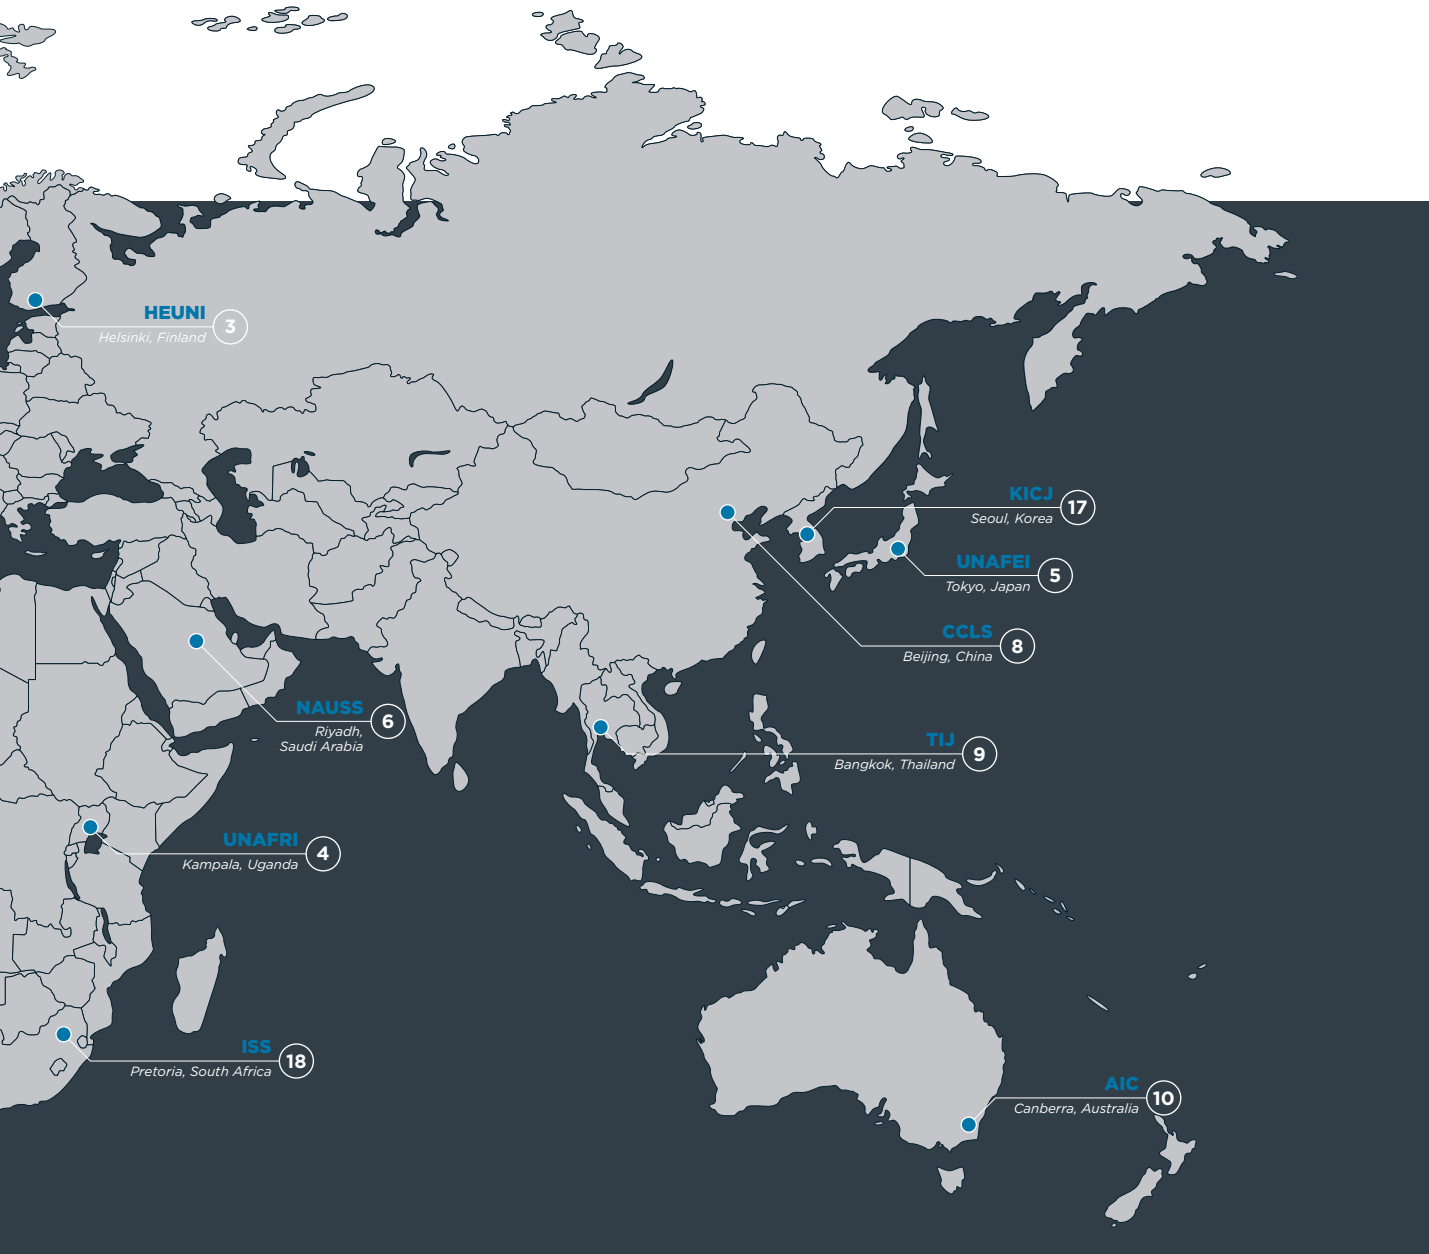 HEUNI
Helsinki, Finland
3
KICJ
Seoul, Korea
17
UNAFEI
Tokyo, Japan
5
CCLS
Beijing, China
8
NAUSS
Riyadh,
Saudi Arabia
6
TIJ
Bangkok, Thailand
9
UNAFRI
Kampala, Uganda
4
ISS
Pretoria, South Africa
18
AIC
Canberra, Australia
10